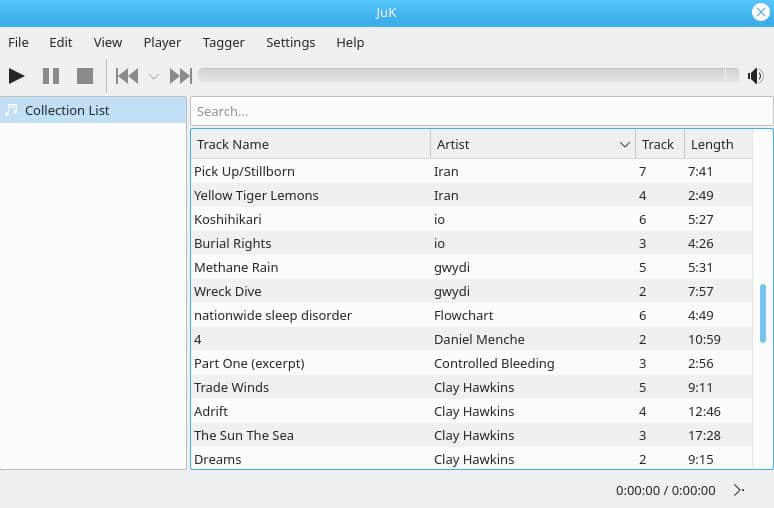 JuK
File Edit View Player Tagger Settings Help
Collection List
Search...
Track Name Artist Track Length
Pick Up/Stillborn Iran 7 7:41
Yellow Tiger Lemons Iran 4 2:49
Koshihikari io 6 5:27
Burial Rights io 3 4:26
Methane Rain gwydi 5 5:31
Wreck Dive gwydi 2 7:57
nationwide sleep disorder Flowchart 6 4:49
4 Daniel Menche 2 10:59
Part One (excerpt) Controlled Bleeding 3 2:56
Trade Winds Clay Hawkins 5 9:11
Adrift Clay Hawkins 4 12:46
The Sun The Sea Clay Hawkins 3 17:28
Dreams Clay Hawkins 2 9:15
0:00:00 / 0:00:00